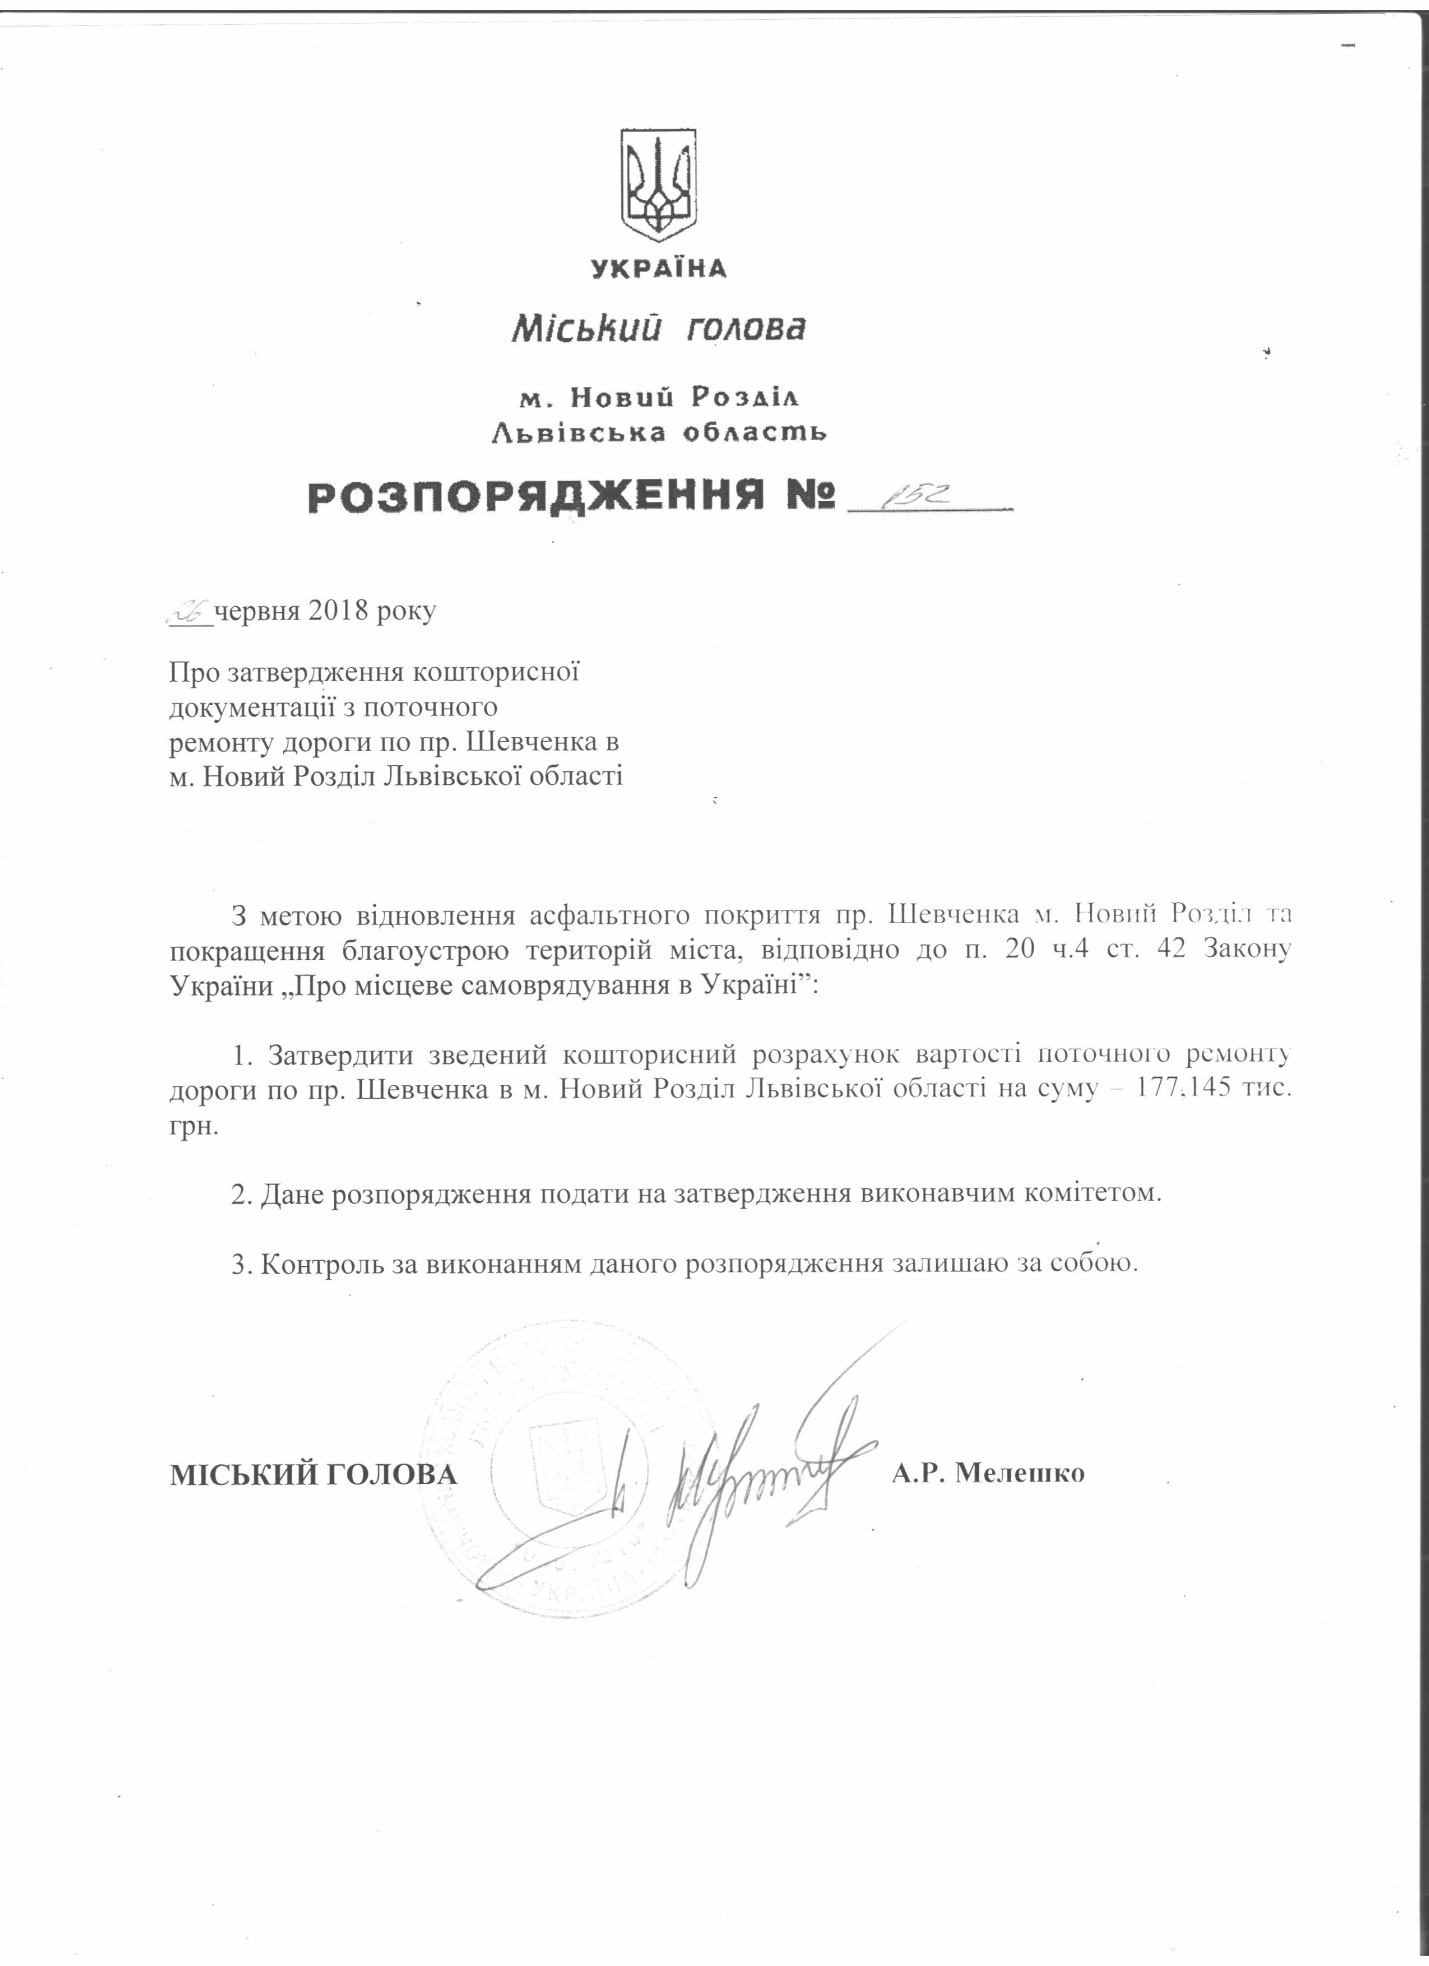 УКРАЇНА
Міський голова
м. Новий Розділ
Львівська область
РОЗПОРЯДЖЕННЯ № 152
26 червня 2018 року
Про затвердження кошторисної
документації з поточного
ремонту дороги по пр. Шевченка в
м. Новий Розділ Львівської області
З метою відновлення асфальтного покриття пр. Шевченка м. Новий Розділ та
покращення благоустрою територій міста, відповідно до п. 20 ч.4 ст. 42 Закону
України „Про місцеве самоврядування в Україні”:
1. Затвердити зведений кошторисний розрахунок вартості поточного ремонту
дороги по пр. Шевченка в м. Новий Розділ Львівської області на суму – 177,145 тис.
грн.
2. Дане розпорядження подати на затвердження виконавчим комітетом.
3. Контроль за виконанням даного розпорядження залишаю за собою.
МІСЬКИЙ ГОЛОВА А.Р. Мелешко
УКРАЇНА